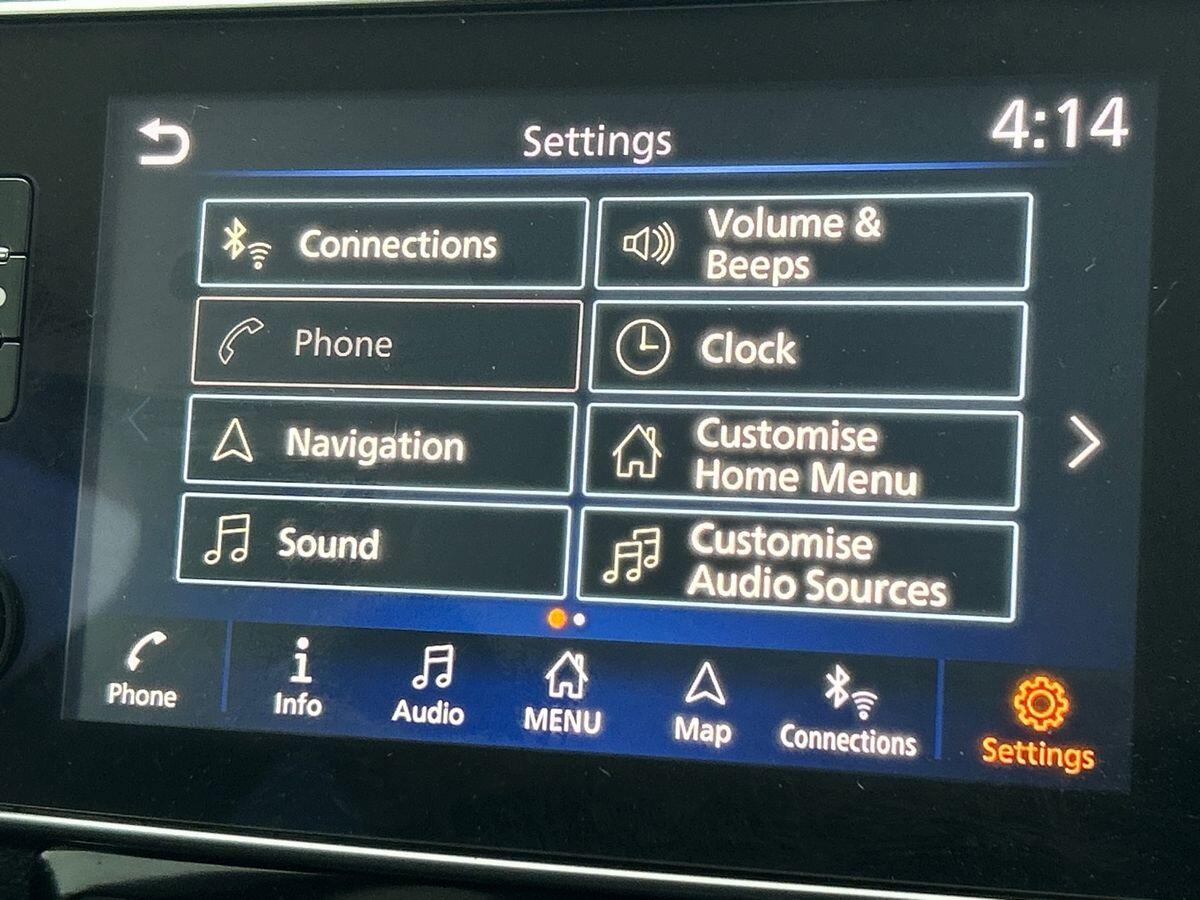 Settings
4:14
Connections
Volume &
Beeps
Phone
Clock
Navigation
Customise
Home Menu
Sound
Customise
Audio Sources
Phone
Info
Audio
MENU
Map
Connections
Settings